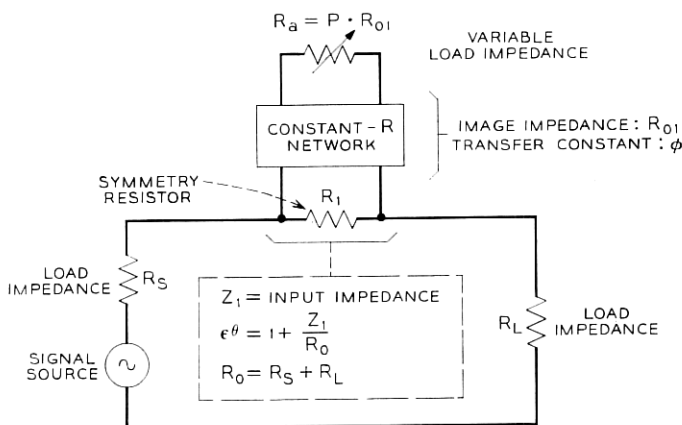 Ra = P · R01
VARIABLE
LOAD IMPEDANCE
CONSTANT-R
NETWORK
IMAGE IMPEDANCE: R01
TRANSFER CONSTANT: φ
SYMMETRY
RESISTOR
R1
LOAD
IMPEDANCE
RS
Z1 = INPUT IMPEDANCE
ϵ^θ = 1 + Z1/R0
R0 = RS + RL
RL
LOAD
IMPEDANCE
SIGNAL
SOURCE